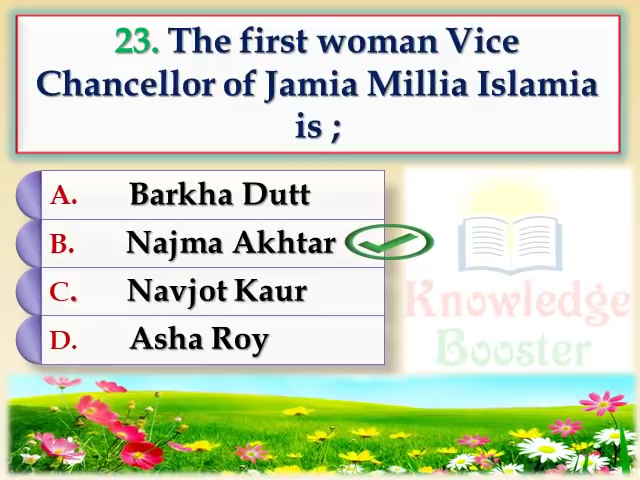 23. The first woman Vice
Chancellor of Jamia Millia Islamia
is ;
A. Barkha Dutt
B. Najma Akhtar
C. Navjot Kaur
D. Asha Roy
Knowledge
Booster